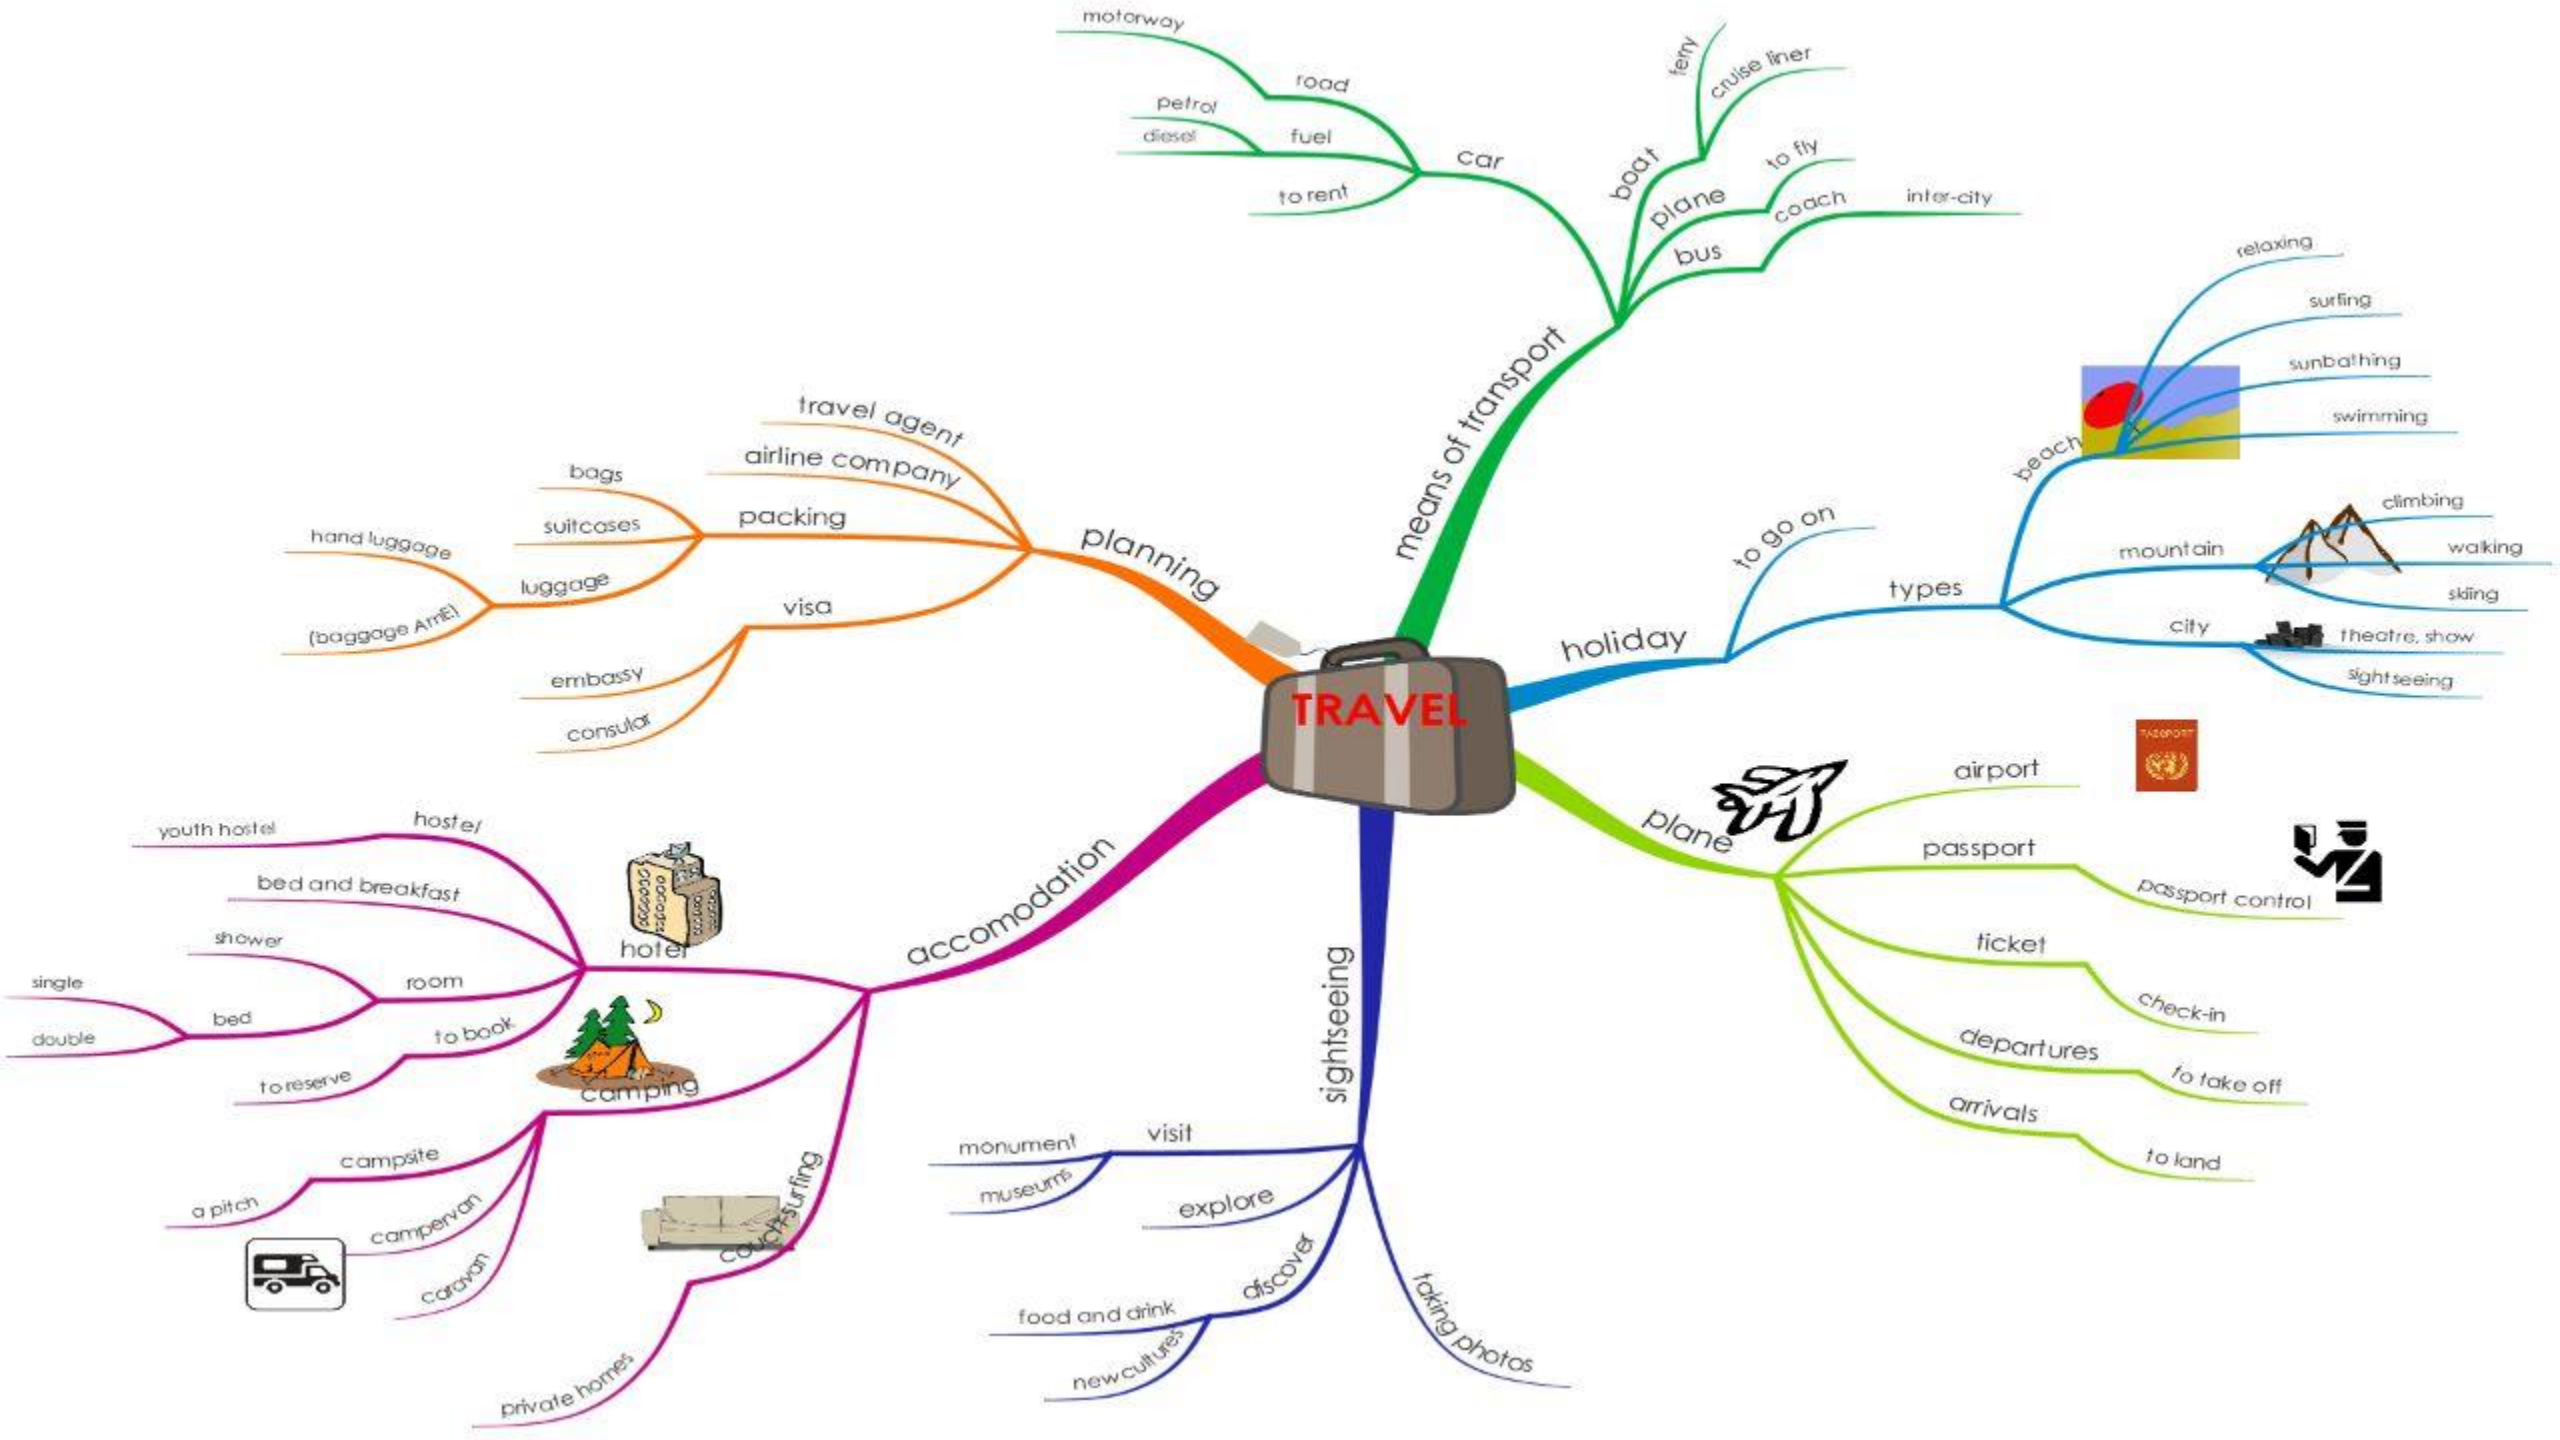 TRAVEL
means of transport
car
road
motorway
fuel
petrol
diesel
to rent
boat
ferry
cruise liner
plane
to fly
bus
coach
inter-city
holiday
to go on
types
beach
relaxing
surfing
sunbathing
swimming
mountain
climbing
walking
skiing
city
theatre, show
sightseeing
plane
airport
PASSPORT
passport
passport control
ticket
check-in
departures
to take off
arrivals
to land
sightseeing
visit
monument
museums
explore
discover
food and drink
new cultures
taking photos
accomodation
hotel
hostel
youth hostel
bed and breakfast
room
shower
bed
single
double
to book
to reserve
camping
campsite
a pitch
campervan
caravan
couchsurfing
private homes
planning
travel agent
airline company
packing
bags
suitcases
luggage
hand luggage
(baggage AmE)
visa
embassy
consular